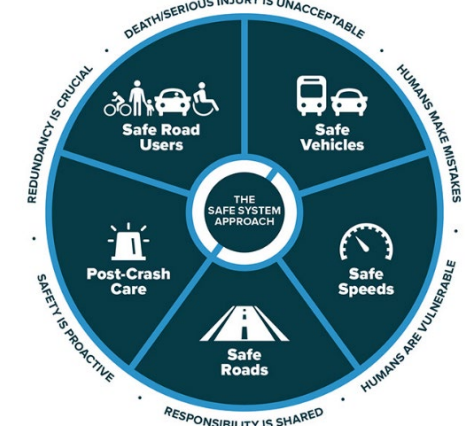 DEATH/SERIOUS INJURY IS UNACCEPTABLE
HUMANS MAKE MISTAKES
HUMANS ARE VULNERABLE
RESPONSIBILITY IS SHARED
SAFETY IS PROACTIVE
REDUNDANCY IS CRUCIAL
Safe Road
Users
Safe
Vehicles
THE
SAFE SYSTEM
APPROACH
Post-Crash
Care
Safe
Speeds
Safe
Roads